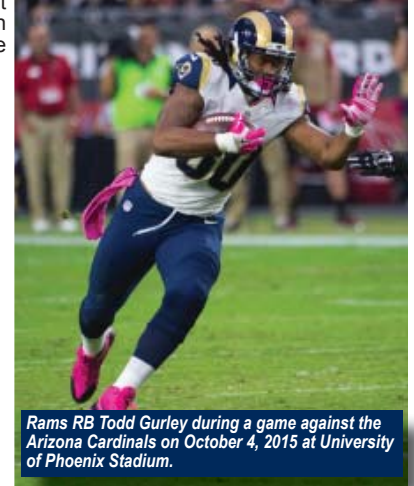 Rams RB Todd Gurley during a game against the
Arizona Cardinals on October 4, 2015 at University
of Phoenix Stadium.